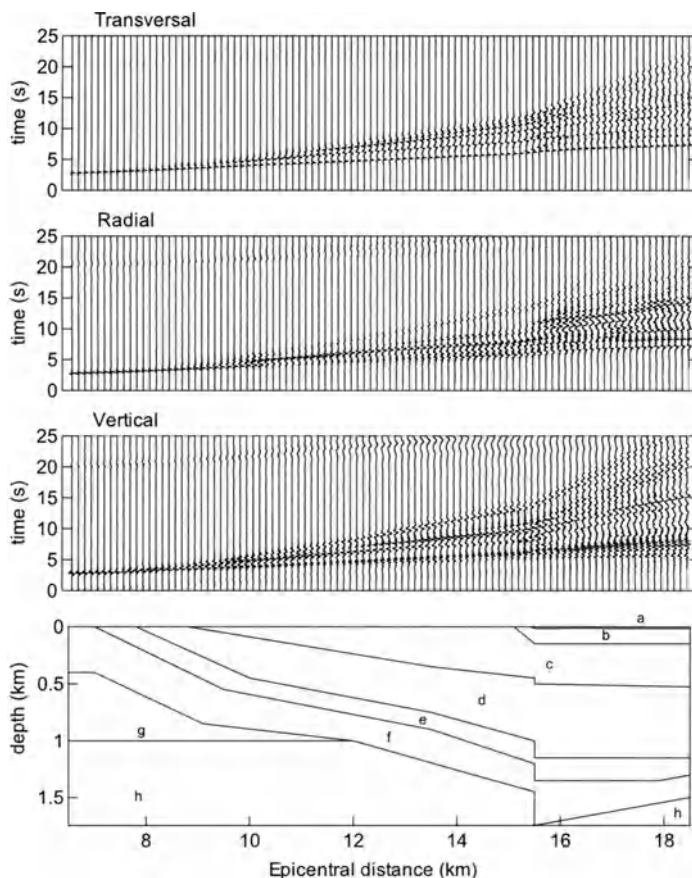 Transversal
25
20
15
10
5
0
time (s)
Radial
25
20
15
10
5
0
time (s)
Vertical
25
20
15
10
5
0
time (s)
0
0.5
1
1.5
depth (km)
a
b
c
d
e
f
g
h
h
8 10 12 14 16 18
Epicentral distance (km)